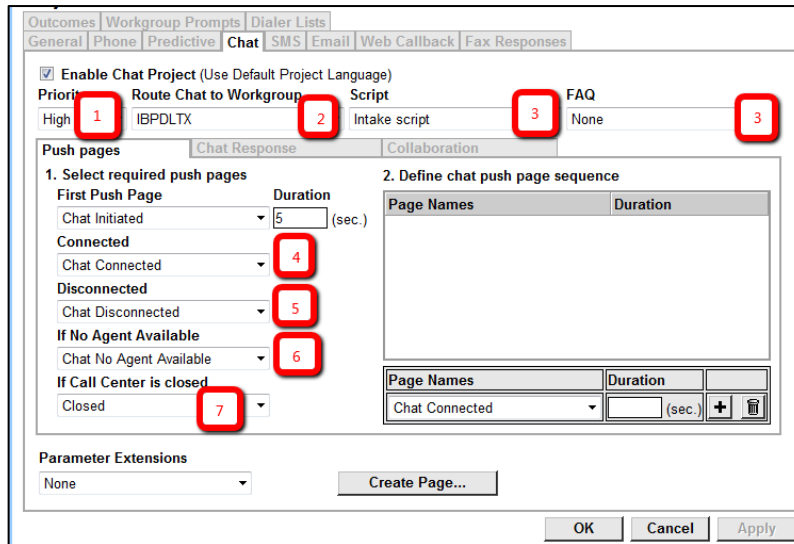 Outcomes Workgroup Prompts Dialer Lists
General Phone Predictive Chat SMS Email Web Callback Fax Responses
Enable Chat Project (Use Default Project Language)
Priorit Route Chat to Workgroup Script FAQ
High 1 IBPDLTX 2 Intake script 3 None 3
Push pages Chat Response Collaboration
1. Select required push pages 2. Define chat push page sequence
First Push Page Duration Page Names Duration
Chat Initiated 5 (sec.)
Connected
Chat Connected 4
Disconnected
Chat Disconnected 5
If No Agent Available
Chat No Agent Available 6
If Call Center is closed Page Names Duration
Closed 7 Chat Connected (sec.) +
Parameter Extensions
None Create Page...
OK Cancel Apply